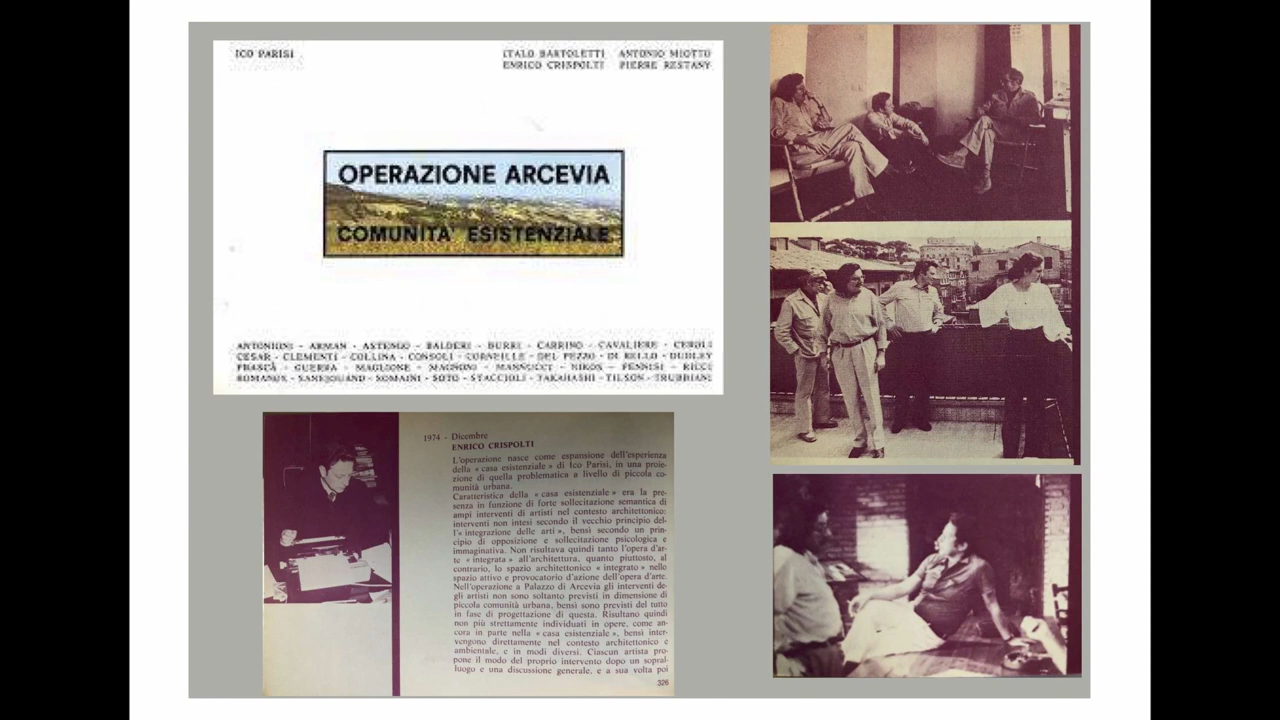 ICO PARISI
ITALO BARTOLETTI ANTONIO MIOTTO
ENRICO CRISPOLTI PIERRE RESTANY
OPERAZIONE ARCEVIA
COMUNITA' ESISTENZIALE
ANTONIONI - ARMAN - ASTENGO - BALDERI - BURRI - CARRINO - CAVALIERE - CEROLI
CESAR - CLEMENTI - COLLINA - CONSOLI - CORNEILLE - DEL PEZZO - DI BELLO - DUDLEY
FRASCÀ - GUERRA - MAGLIONE - MAGNONI - MANNUCCI - NIKOS - PENNISI - RICCI
ROMANUS - SANEJOUAND - SOMAINI - SOTO - STACCIOLI - TAKAHASHI - TILSON - TRUBBIANI
1974 - Dicembre
ENRICO CRISPOLTI
L'operazione nasce come espansione dell'esperienza
della « casa esistenziale » di Ico Parisi, in una proie-
zione di quella problematica a livello di piccola co-
munità urbana.
Caratteristica della « casa esistenziale » era la pre-
senza in funzione di forte sollecitazione semantica di
ampi interventi di artisti nel contesto architettonico:
interventi non intesi secondo il vecchio principio del-
l'« integrazione delle arti », bensì secondo un prin-
cipio di opposizione e sollecitazione psicologica e
immaginativa. Non risultava quindi tanto l'opera d'ar-
te « integrata » all'architettura, quanto piuttosto, al
contrario, lo spazio architettonico « integrato » nello
spazio attivo e provocatorio d'azione dell'opera d'arte.
Nell'operazione a Palazzo di Arcevia gli interventi de-
gli artisti non sono soltanto previsti in dimensione di
piccola comunità urbana, bensì sono previsti del tutto
in fase di progettazione di questa. Risultano quindi
non più strettamente individuati in opere, come an-
cora in parte nella « casa esistenziale », bensì inter-
vengono direttamente nel contesto architettonico e
ambientale, e in modi diversi. Ciascun artista pro-
pone il modo del proprio intervento dopo un sopral-
luogo e una discussione generale, e a sua volta poi
326